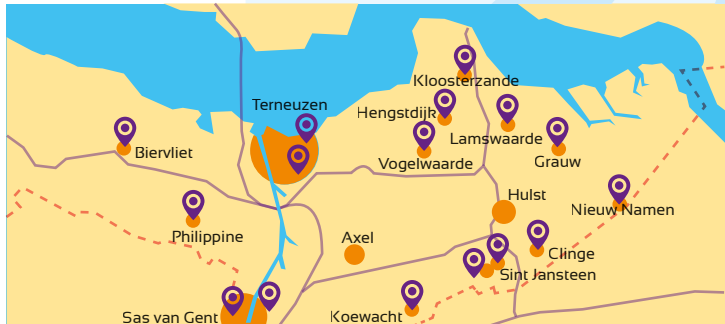 Kloosterzande
Terneuzen
Hengstdijk
Lamswaarde
Biervliet
Vogelwaarde
Grauw
Hulst
Nieuw Namen
Philippine
Axel
Clinge
Sint Jansteen
Sas van Gent
Koewacht